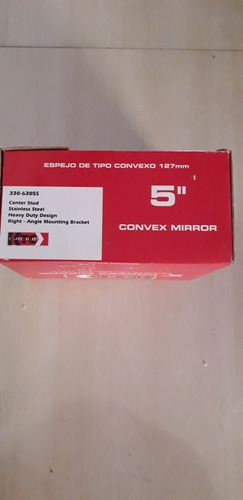 ESPEJO DE TIPO CONVEXO 127mm
330-6305S
Center Stud
Stainless Steel
Heavy Duty Design
Right - Angle Mounting Bracket
5"
CONVEX MIRROR